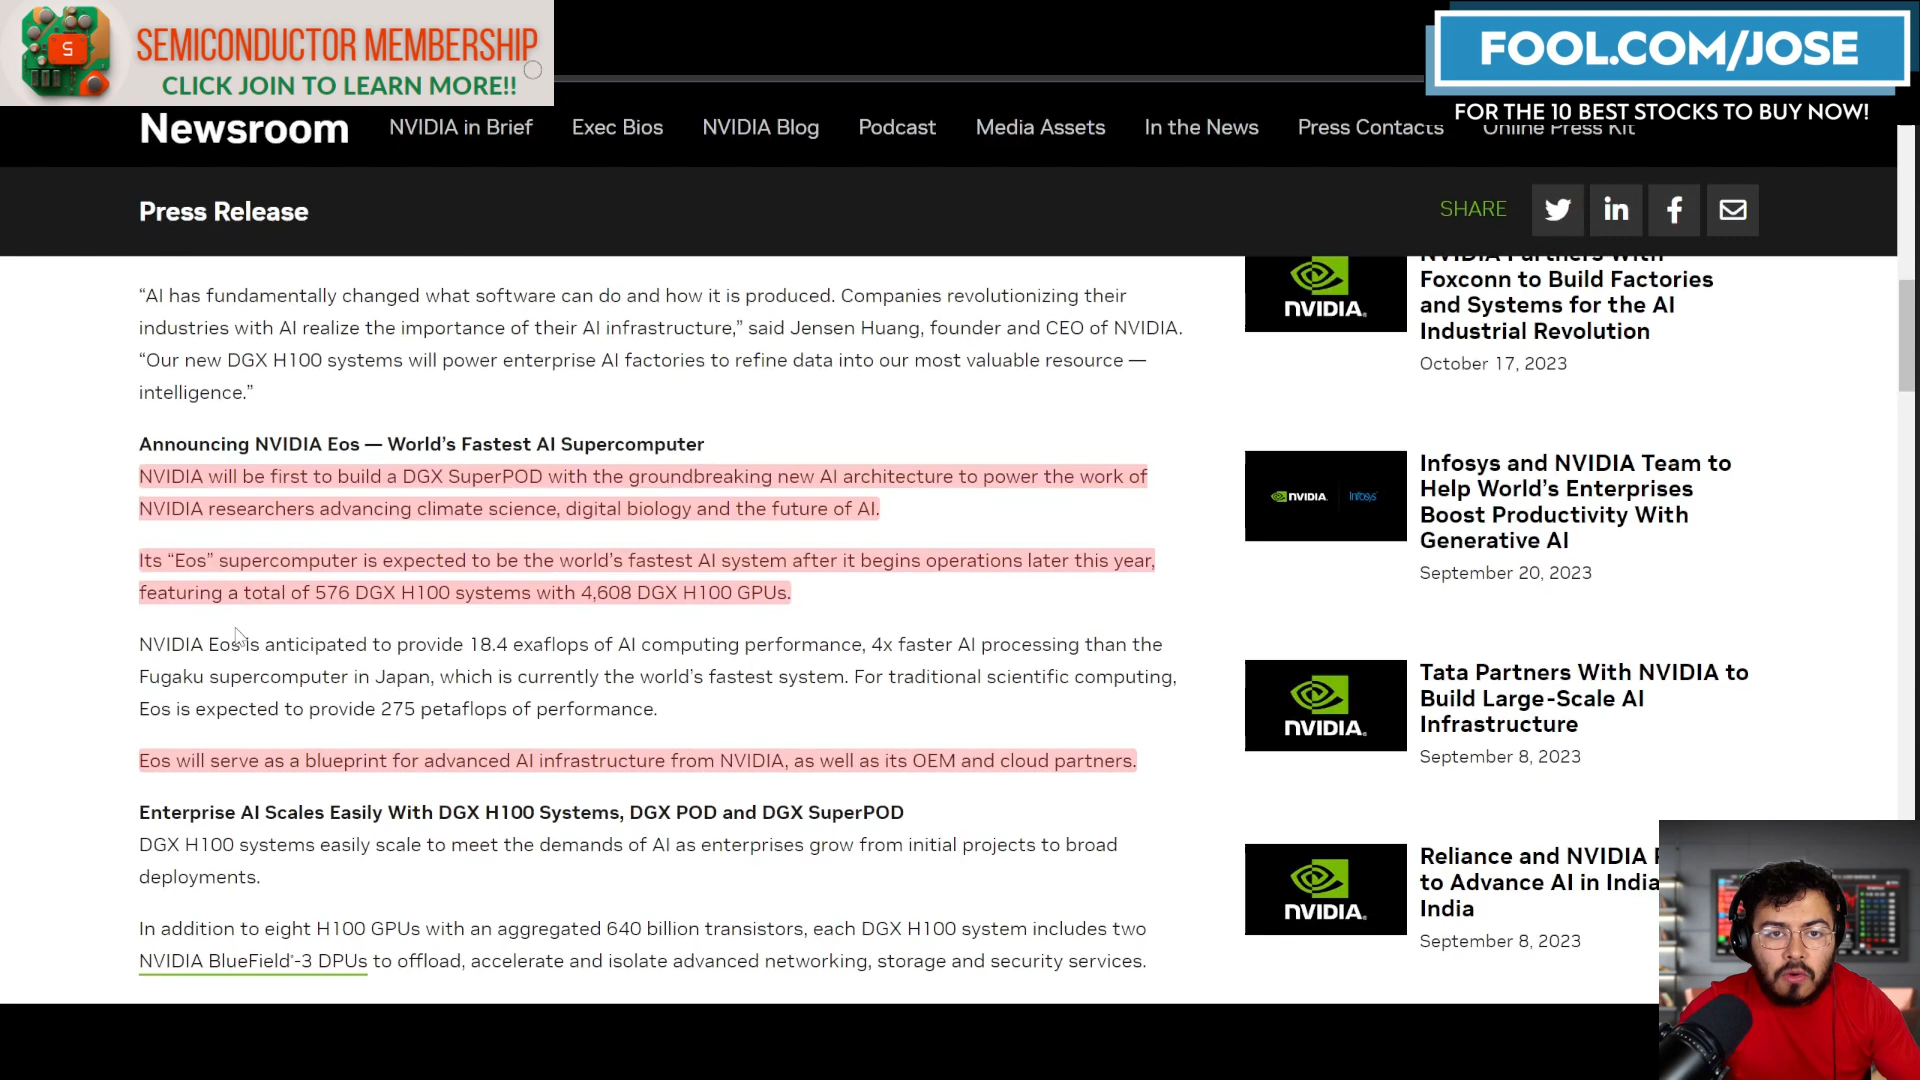 SEMICONDUCTOR MEMBERSHIP
CLICK JOIN TO LEARN MORE!!
FOOL.COM/JOSE
FOR THE 10 BEST STOCKS TO BUY NOW!
Newsroom
NVIDIA in Brief
Exec Bios
NVIDIA Blog
Podcast
Media Assets
In the News
Press Contacts
Online Press Kit
Press Release
SHARE
“AI has fundamentally changed what software can do and how it is produced. Companies revolutionizing their
industries with AI realize the importance of their AI infrastructure,” said Jensen Huang, founder and CEO of NVIDIA.
“Our new DGX H100 systems will power enterprise AI factories to refine data into our most valuable resource —
intelligence.”
Announcing NVIDIA Eos — World’s Fastest AI Supercomputer
NVIDIA will be first to build a DGX SuperPOD with the groundbreaking new AI architecture to power the work of
NVIDIA researchers advancing climate science, digital biology and the future of AI.
Its “Eos” supercomputer is expected to be the world’s fastest AI system after it begins operations later this year,
featuring a total of 576 DGX H100 systems with 4,608 DGX H100 GPUs.
NVIDIA Eos is anticipated to provide 18.4 exaflops of AI computing performance, 4x faster AI processing than the
Fugaku supercomputer in Japan, which is currently the world’s fastest system. For traditional scientific computing,
Eos is expected to provide 275 petaflops of performance.
Eos will serve as a blueprint for advanced AI infrastructure from NVIDIA, as well as its OEM and cloud partners.
Enterprise AI Scales Easily With DGX H100 Systems, DGX POD and DGX SuperPOD
DGX H100 systems easily scale to meet the demands of AI as enterprises grow from initial projects to broad
deployments.
In addition to eight H100 GPUs with an aggregated 640 billion transistors, each DGX H100 system includes two
NVIDIA BlueField®-3 DPUs to offload, accelerate and isolate advanced networking, storage and security services.
NVIDIA
NVIDIA Partners With
Foxconn to Build Factories
and Systems for the AI
Industrial Revolution
October 17, 2023
NVIDIA Infosys
Infosys and NVIDIA Team to
Help World’s Enterprises
Boost Productivity With
Generative AI
September 20, 2023
NVIDIA
Tata Partners With NVIDIA to
Build Large-Scale AI
Infrastructure
September 8, 2023
NVIDIA
Reliance and NVIDIA
to Advance AI in India
India
September 8, 2023